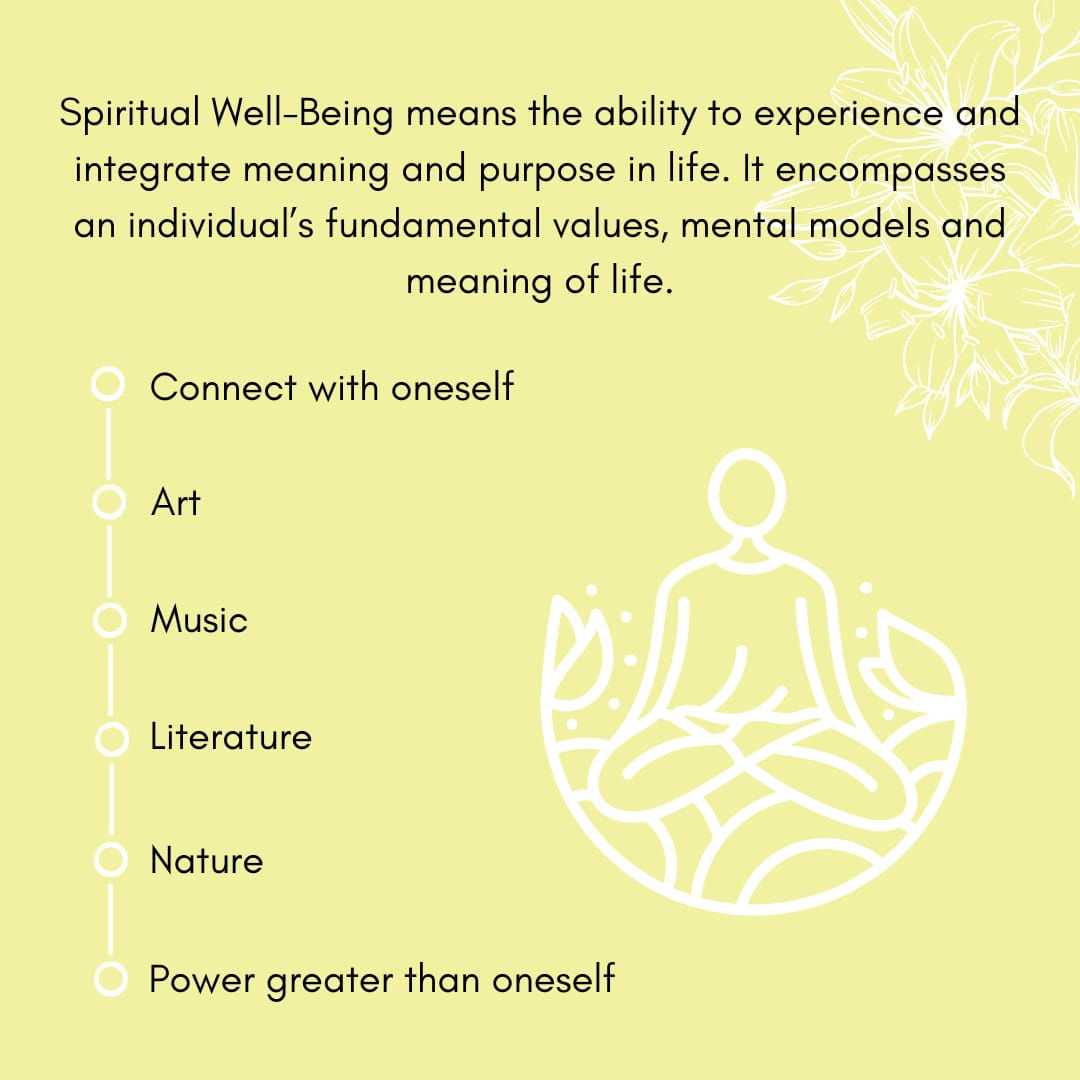 Spiritual Well-Being means the ability to experience and
integrate meaning and purpose in life. It encompasses
an individual’s fundamental values, mental models and
meaning of life.
Connect with oneself
Art
Music
Literature
Nature
Power greater than oneself